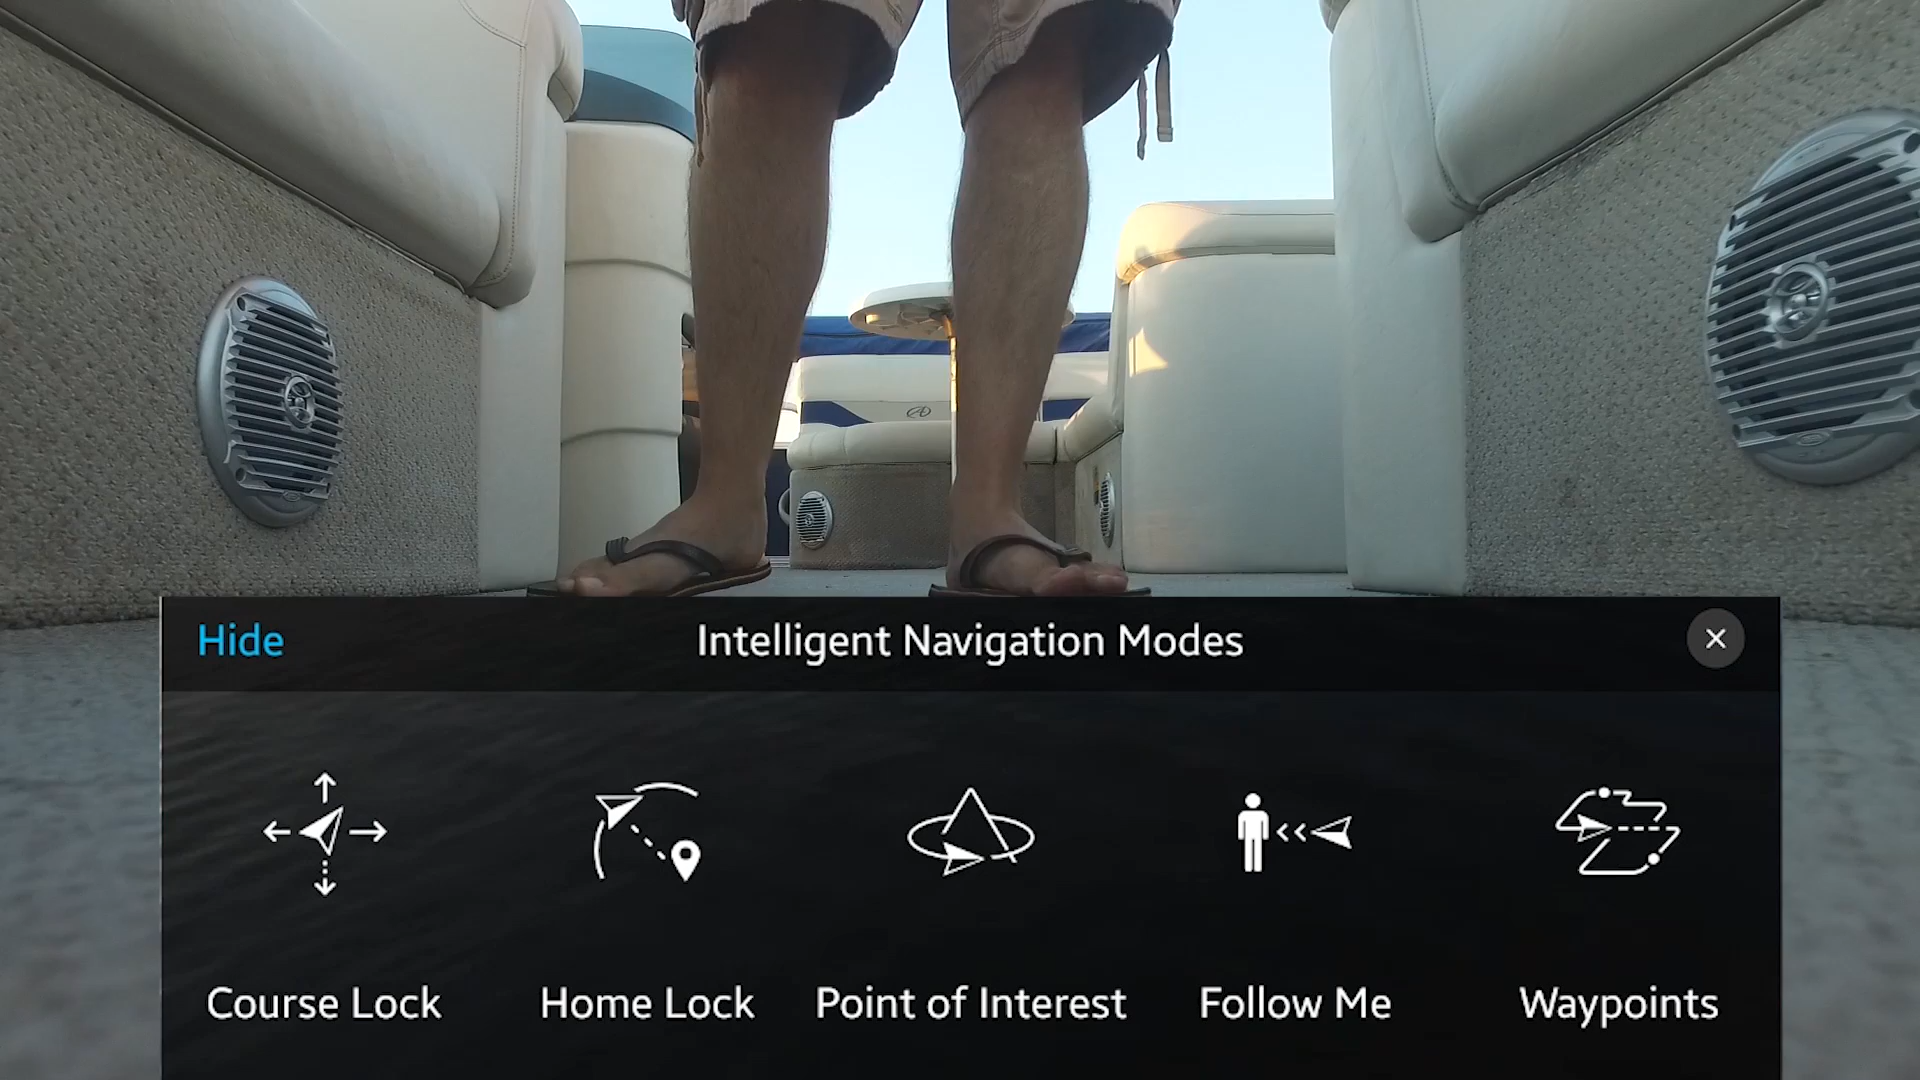 Hide
Intelligent Navigation Modes
Course Lock
Home Lock
Point of Interest
Follow Me
Waypoints